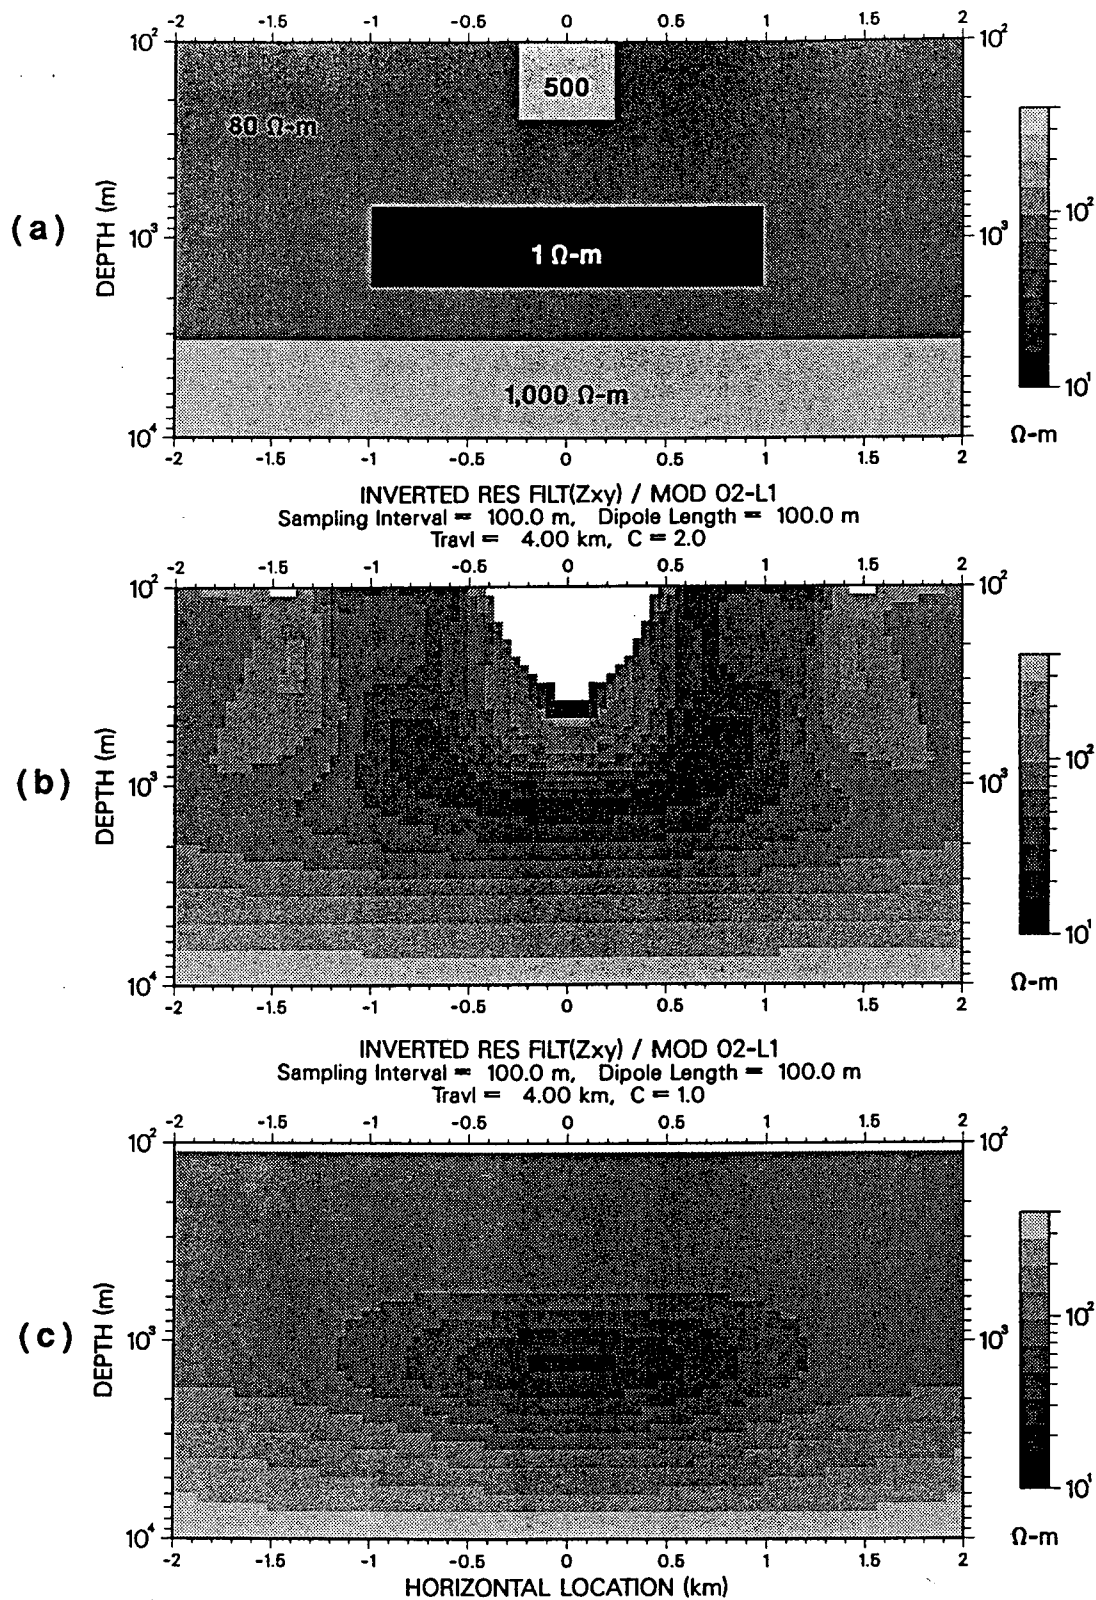 -2 -1.5 -1 -0.5 0 0.5 1 1.5 2
10² 10²
500
80 Ω-m
(a)
DEPTH (m)
10³ 10³
10²
1 Ω-m
1,000 Ω-m
10¹
10⁴
Ω-m
-2 -1.5 -1 -0.5 0 0.5 1 1.5 2
INVERTED RES FILT(Zxy) / MOD 02-L1
Sampling Interval = 100.0 m, Dipole Length = 100.0 m
Travl = 4.00 km, C = 2.0
-2 -1.5 -1 -0.5 0 0.5 1 1.5 2
10² 10²
10²
(b)
DEPTH (m)
10³ 10³
10¹
10⁴
Ω-m
-2 -1.5 -1 -0.5 0 0.5 1 1.5 2
INVERTED RES FILT(Zxy) / MOD 02-L1
Sampling Interval = 100.0 m, Dipole Length = 100.0 m
Travl = 4.00 km, C = 1.0
-2 -1.5 -1 -0.5 0 0.5 1 1.5 2
10² 10²
10²
(c)
DEPTH (m)
10³ 10³
10¹
10⁴
Ω-m
-2 -1.5 -1 -0.5 0 0.5 1 1.5 2
HORIZONTAL LOCATION (km)